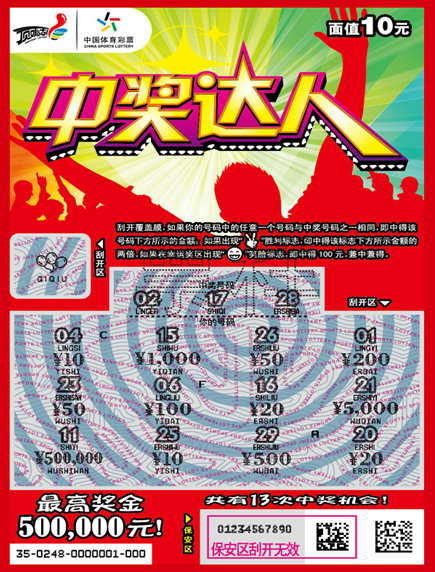 顶呱刮
中国体育彩票
CHINA SPORTS LOTTERY
面值10元
中奖达人
刮开覆盖膜,如果你的号码中的任意一个号码与中奖号码之一相同,即中得该
号码下方所示的金额;如果出现“ ”胜利标志,即中得该标志下方所示金额的
两倍,如果在幸运奖区出现“ ”笑脸标志,即中得100元,兼中兼得。
刮开区
QIQIU
中奖号码
02 17 28
LINGER SHIQI ERSHIBA
刮开区
你的号码
04 C 15 26 01
LINGSI SHIWU ERSHILIU LINGYI
¥10 ¥1,000 ¥50 ¥200
YISHI YIQIAN WUSHI ERBAI
23 06 F 16 21
ERSHISAN LINGLIU SHILIU ERSHIYI
¥50 ¥100 ¥20 ¥5,000
WUSHI YIBAI ERSHI WUQIAN
11 25 29 A 20
SHIYI ERSHIWU ERSHIJIU ERSHI
¥500,000 ¥10 ¥500 ¥20
WUSHIWAN YISHI WUBAI ERSHI
最高奖金
500,000元!
35-0248-0000001-000
共有13次中奖机会!
保安区
01234567890
保安区刮开无效